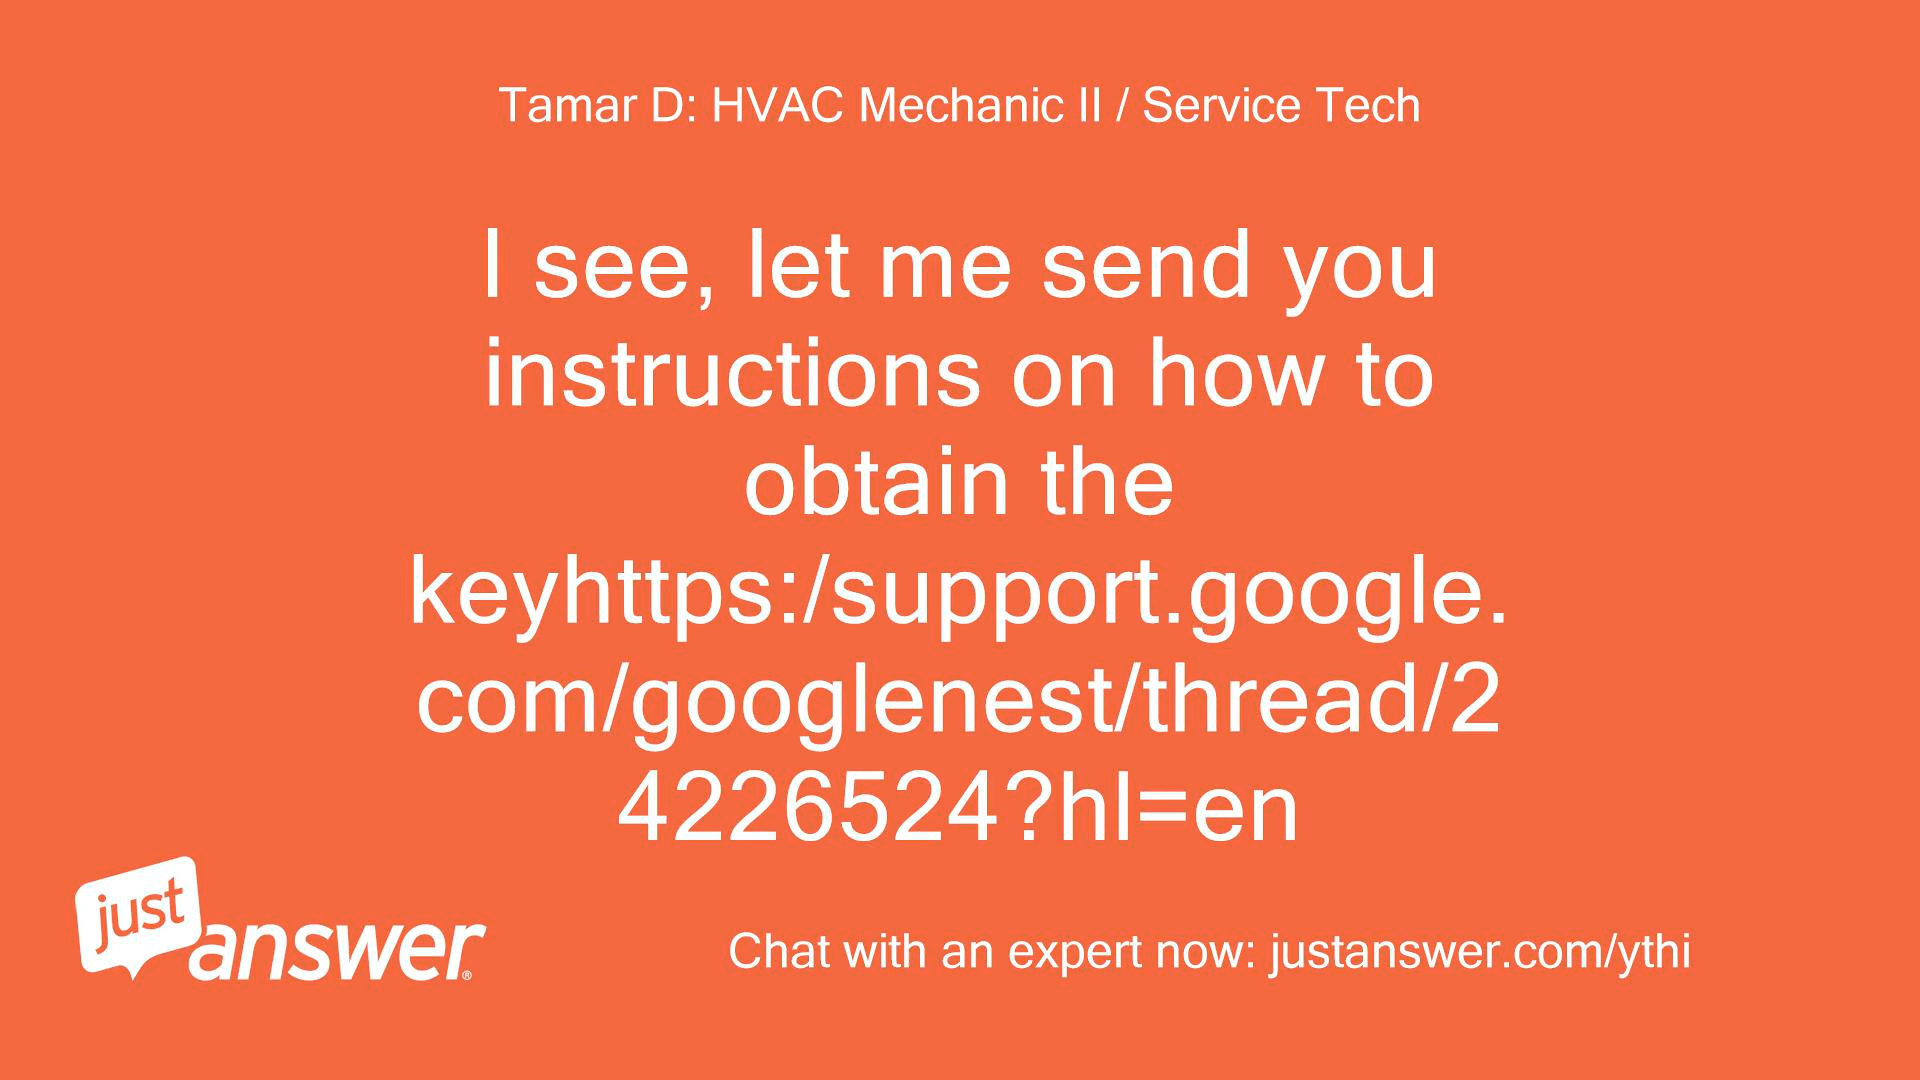 Tamar D: HVAC Mechanic II / Service Tech
I see, let me send you
instructions on how to
obtain the
keyhttps:/support.google.
com/googlenest/thread/2
4226524?hl=en
just
answer®
Chat with an expert now: justanswer.com/ythi